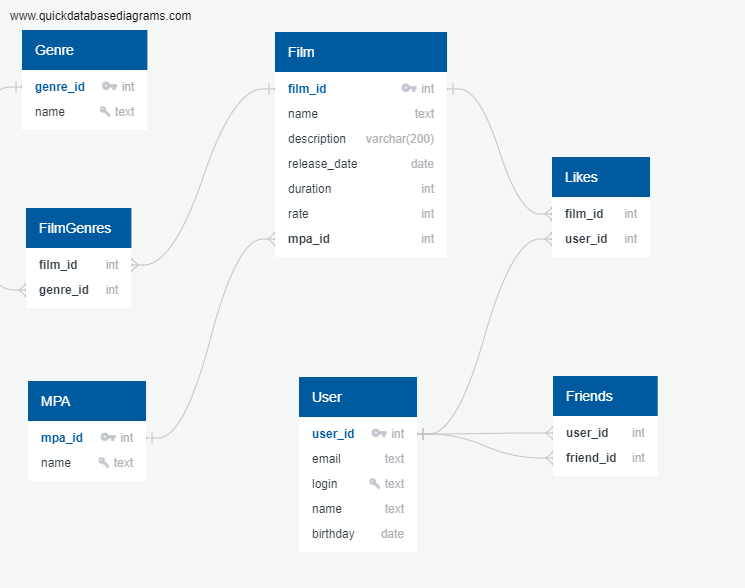 www.quickdatabasediagrams.com
Genre
genre_id int
name text
Film
film_id int
name text
description varchar(200)
release_date date
duration int
rate int
mpa_id int
Likes
film_id int
user_id int
FilmGenres
film_id int
genre_id int
MPA
mpa_id int
name text
User
user_id int
email text
login text
name text
birthday date
Friends
user_id int
friend_id int